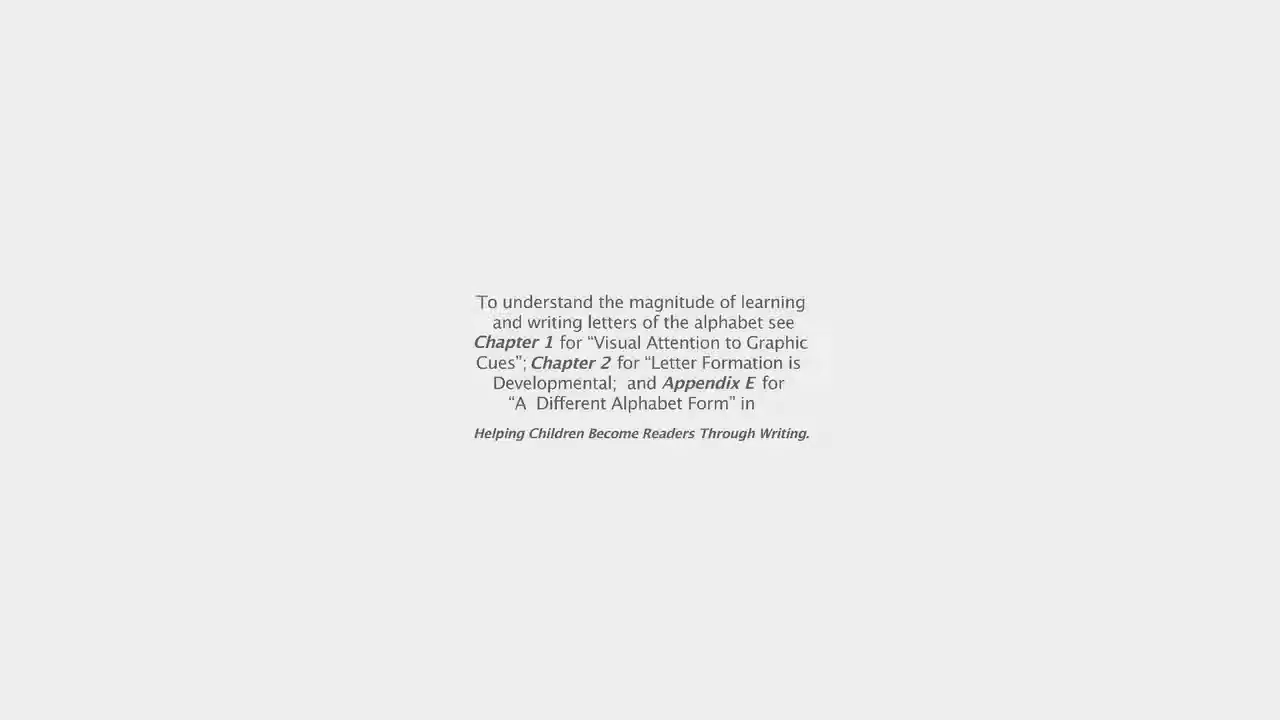 To understand the magnitude of learning
and writing letters of the alphabet see
Chapter 1 for “Visual Attention to Graphic
Cues”; Chapter 2 for “Letter Formation is
Developmental;  and Appendix E for
“A  Different Alphabet Form” in
Helping Children Become Readers Through Writing.